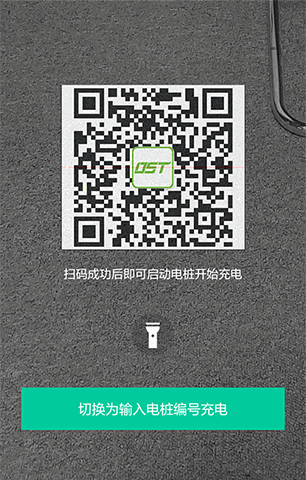 DST
扫码成功后即可启动电桩开始充电
切换为输入电桩编号充电